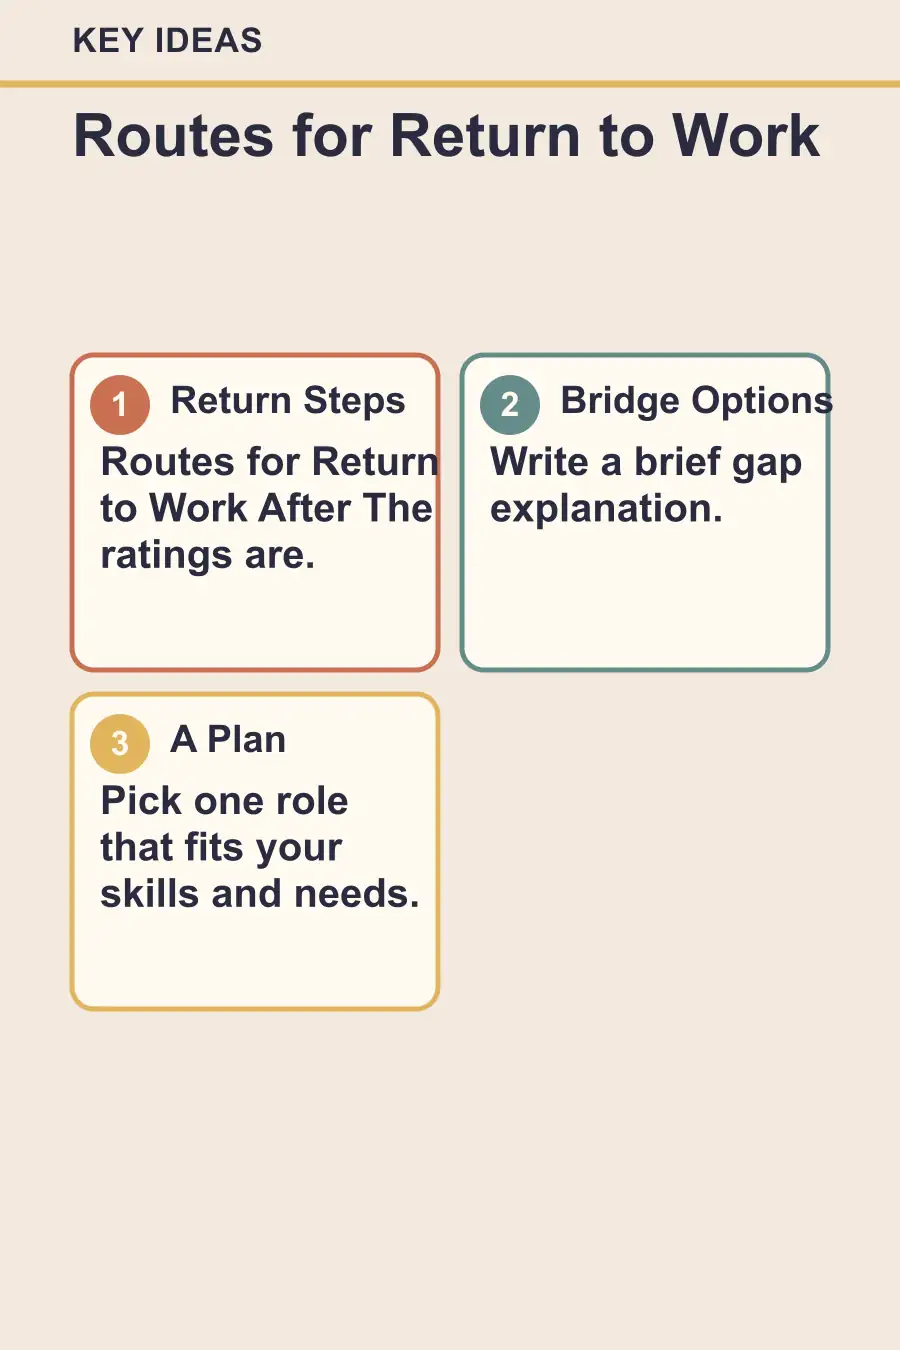 KEY IDEAS
Routes for Return to Work
1 Return Steps
Routes for Return
to Work After The
ratings are.
2 Bridge Options
Write a brief gap
explanation.
3 A Plan
Pick one role
that fits your
skills and needs.